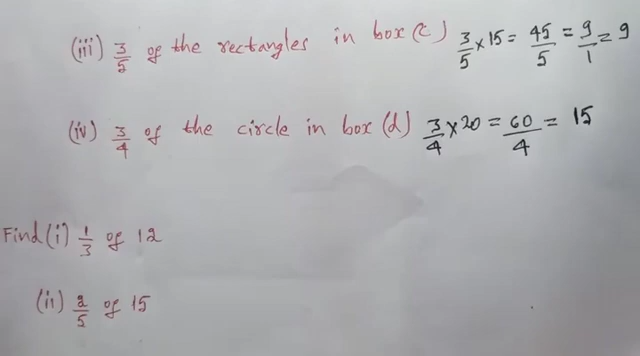 (iii) 3/5 of the rectangles in box (c) 3/5 × 15 = 45/5 = 9/1 = 9
(iv) 3/4 of the circle in box (d) 3/4 × 20 = 60/4 = 15
Find (i) 1/3 of 12
(ii) 2/5 of 15